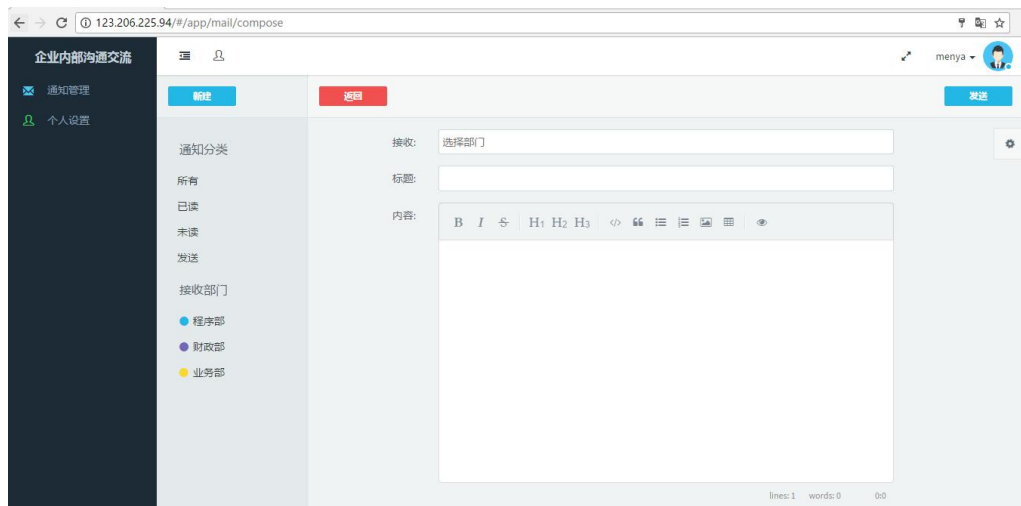 123.206.225.94/#/app/mail/compose
企业内部沟通交流
menya
通知管理
个人设置
新建
返回
发送
通知分类
所有
已读
未读
发送
接收部门
程序部
财政部
业务部
接收:
选择部门
标题:
内容:
B I S H1 H2 H3
lines: 1 words: 0 0:0